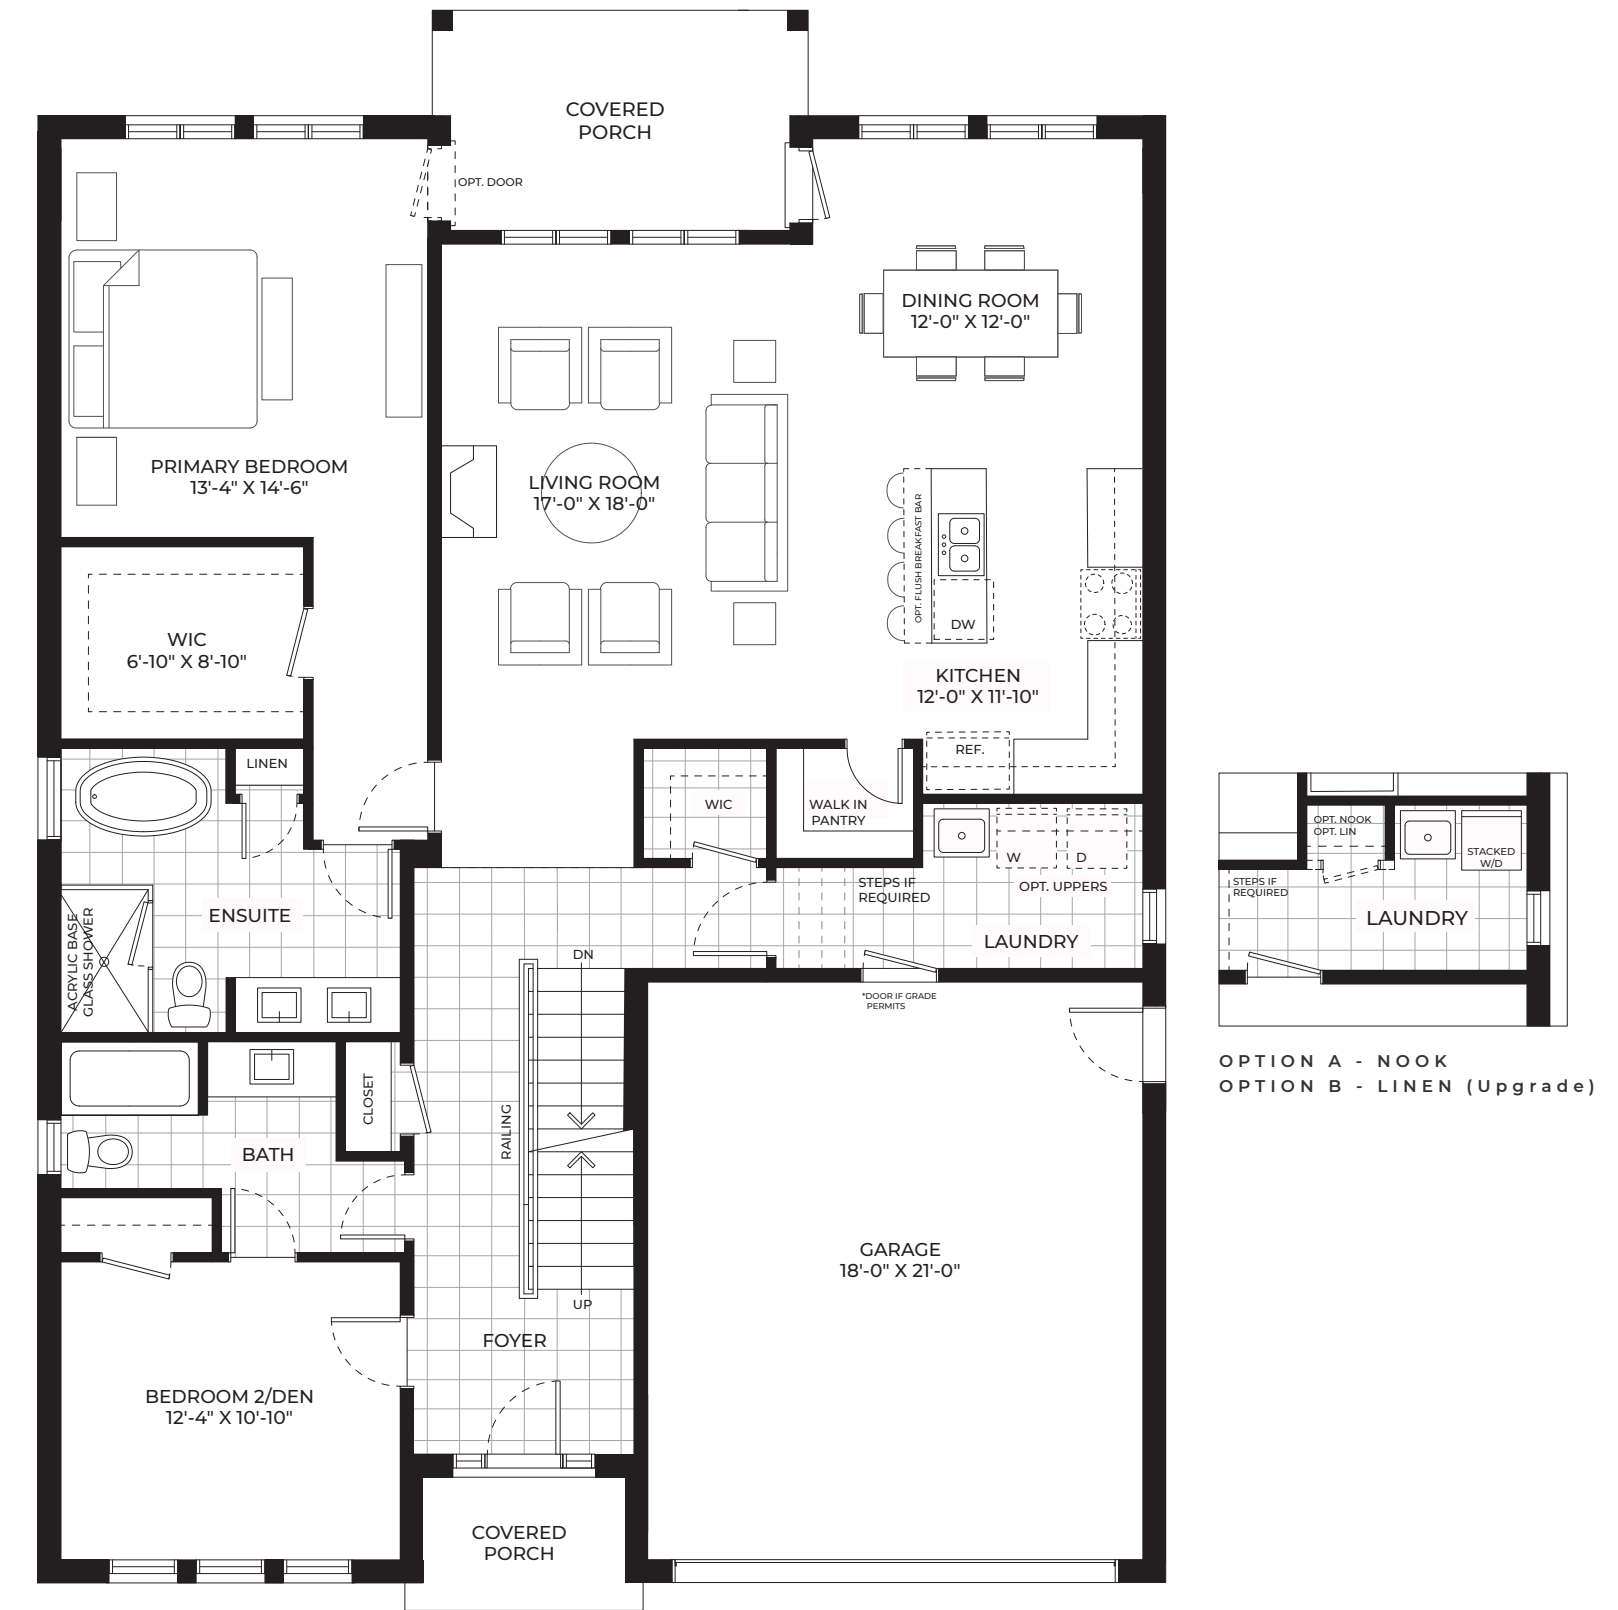 COVERED
PORCH
OPT. DOOR
DINING ROOM
12'-0" X 12'-0"
PRIMARY BEDROOM
13'-4" X 14'-6"
LIVING ROOM
17'-0" X 18'-0"
OPT. FLUSH BREAKFAST BAR
DW
WIC
6'-10" X 8'-10"
KITCHEN
12'-0" X 11'-10"
REF.
LINEN
WIC
WALK IN
PANTRY
W
D
OPT. UPPERS
STEPS IF
REQUIRED
LAUNDRY
ENSUITE
ACRYLIC BASE
GLASS SHOWER
DN
*DOOR IF GRADE
PERMITS
OPT. NOOK
OPT. LIN
STACKED
W/D
STEPS IF
REQUIRED
LAUNDRY
OPTION A - NOOK
OPTION B - LINEN (Upgrade)
CLOSET
RAILING
BATH
GARAGE
18'-0" X 21'-0"
UP
FOYER
BEDROOM 2/DEN
12'-4" X 10'-10"
COVERED
PORCH